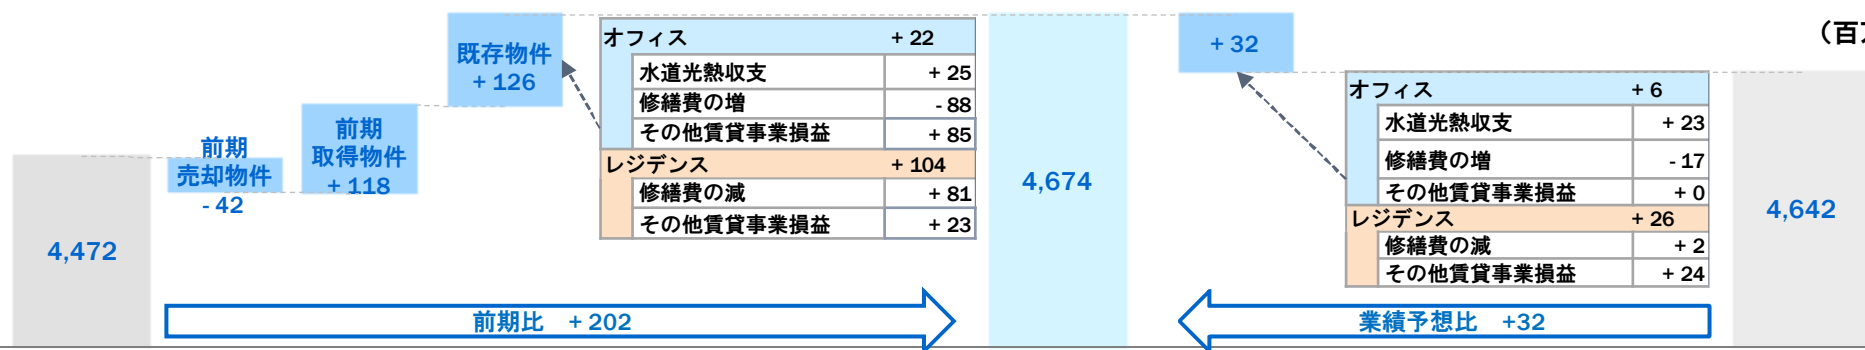 （百万
既存物件
+ 126
前期
売却物件
- 42
前期
取得物件
+ 118
4,472
オフィス + 22
水道光熱収支 + 25
修繕費の増 - 88
その他賃貸事業損益 + 85
レジデンス + 104
修繕費の減 + 81
その他賃貸事業損益 + 23
4,674
+ 32
オフィス + 6
水道光熱収支 + 23
修繕費の増 - 17
その他賃貸事業損益 + 0
レジデンス + 26
修繕費の減 + 2
その他賃貸事業損益 + 24
4,642
前期比 + 202
業績予想比 +32